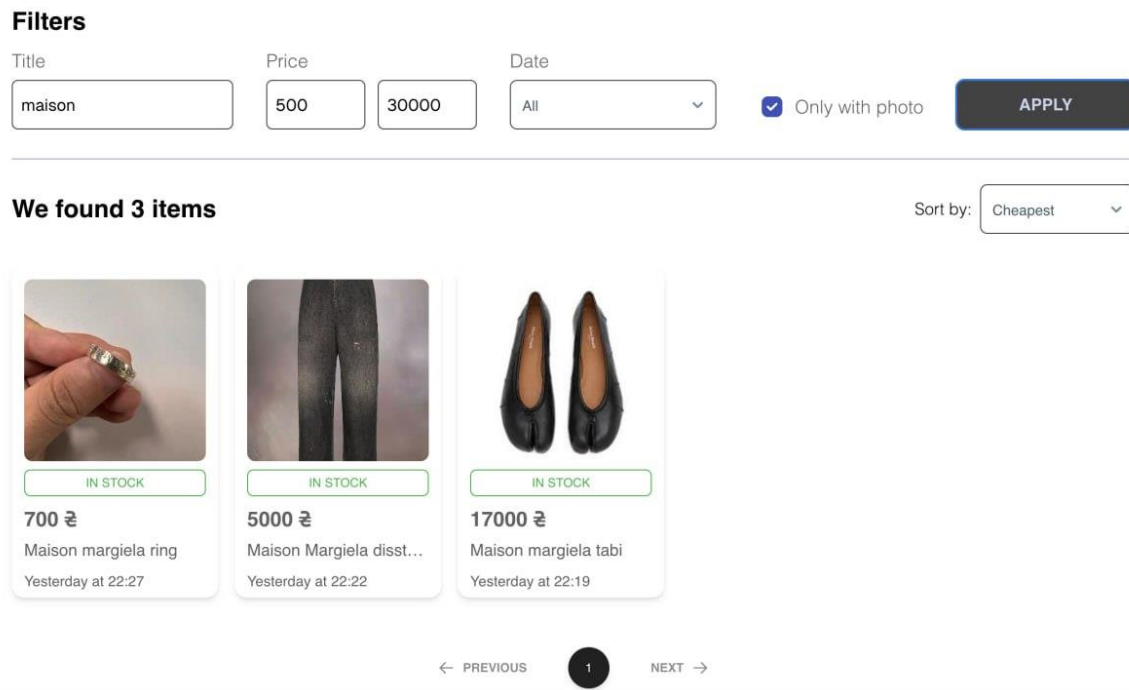 Filters
Title Price Date
maison 500 30000 All Only with photo APPLY
We found 3 items Sort by: Cheapest
IN STOCK IN STOCK IN STOCK
700 ₴ 5000 ₴ 17000 ₴
Maison margiela ring Maison Margiela disst... Maison margiela tabi
Yesterday at 22:27 Yesterday at 22:22 Yesterday at 22:19
← PREVIOUS 1 NEXT →